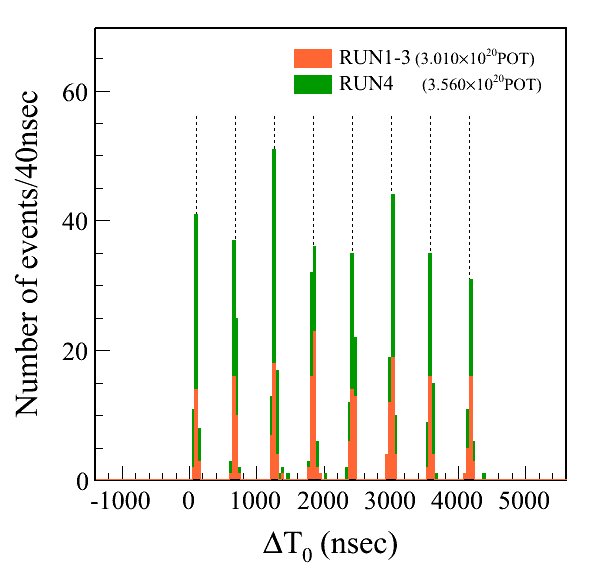 RUN1-3 (3.010×10²⁰POT)
RUN4 (3.560×10²⁰POT)
Number of events/40nsec
60
40
20
0
-1000 0 1000 2000 3000 4000 5000
ΔT₀ (nsec)